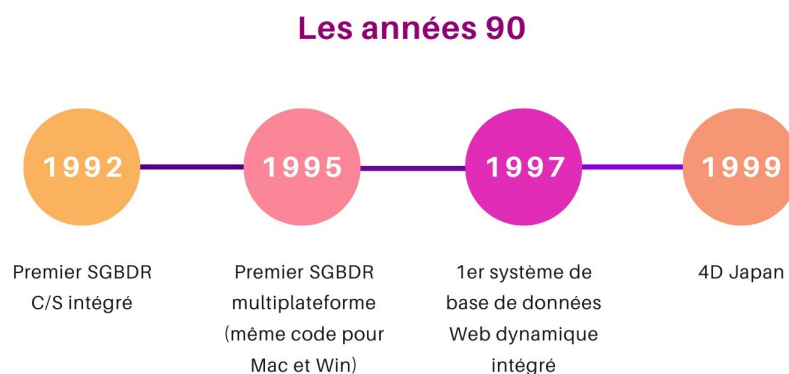 Les années 90
1992
1995
1997
1999
Premier SGBDR
C/S intégré
Premier SGBDR
multiplateforme
(même code pour
Mac et Win)
1er système de
base de données
Web dynamique
intégré
4D Japan